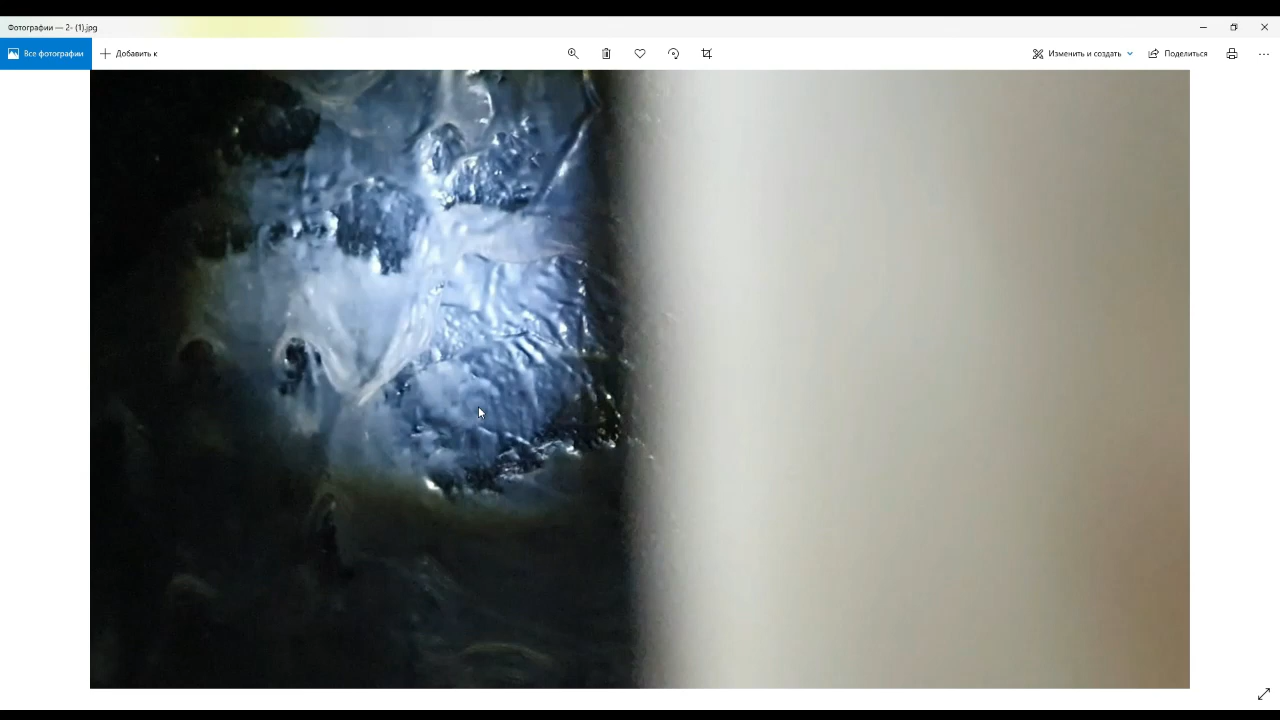 Фотографии — 2- (1).jpg
Все фотографии
Добавить к
Изменить и создать
Поделиться